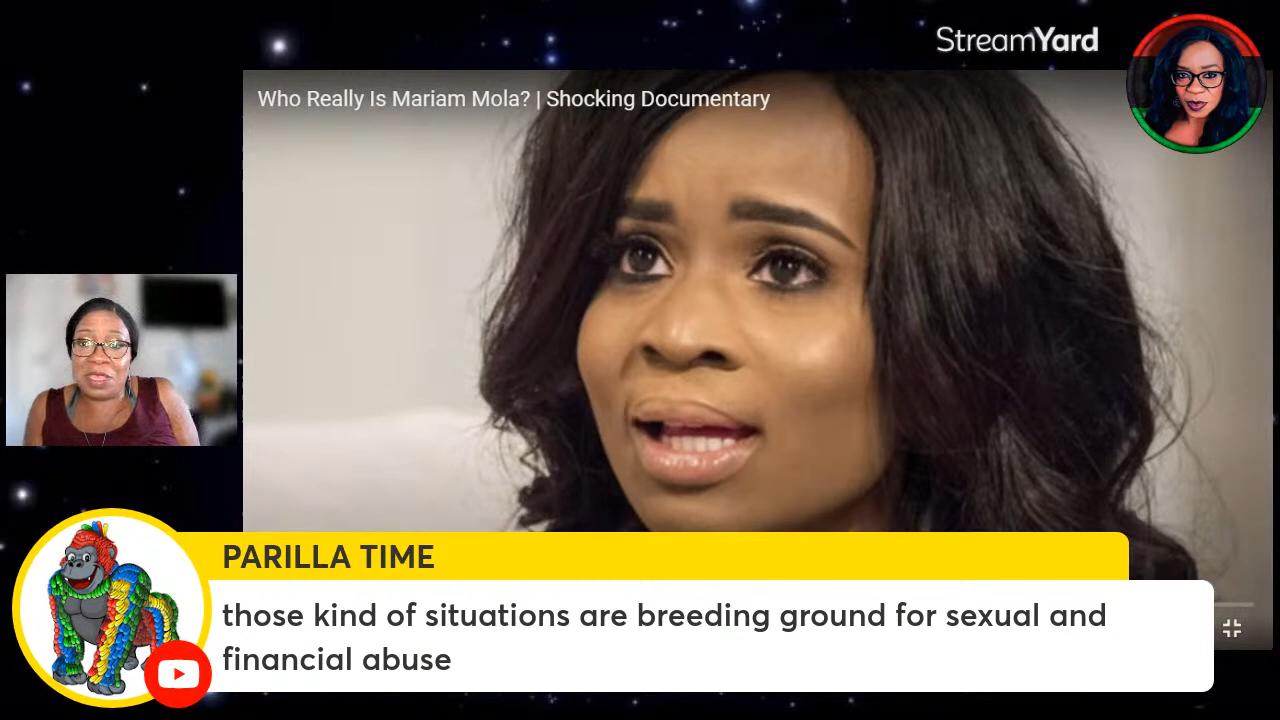 StreamYard
Who Really Is Mariam Mola? | Shocking Documentary
PARILLA TIME
those kind of situations are breeding ground for sexual and
financial abuse